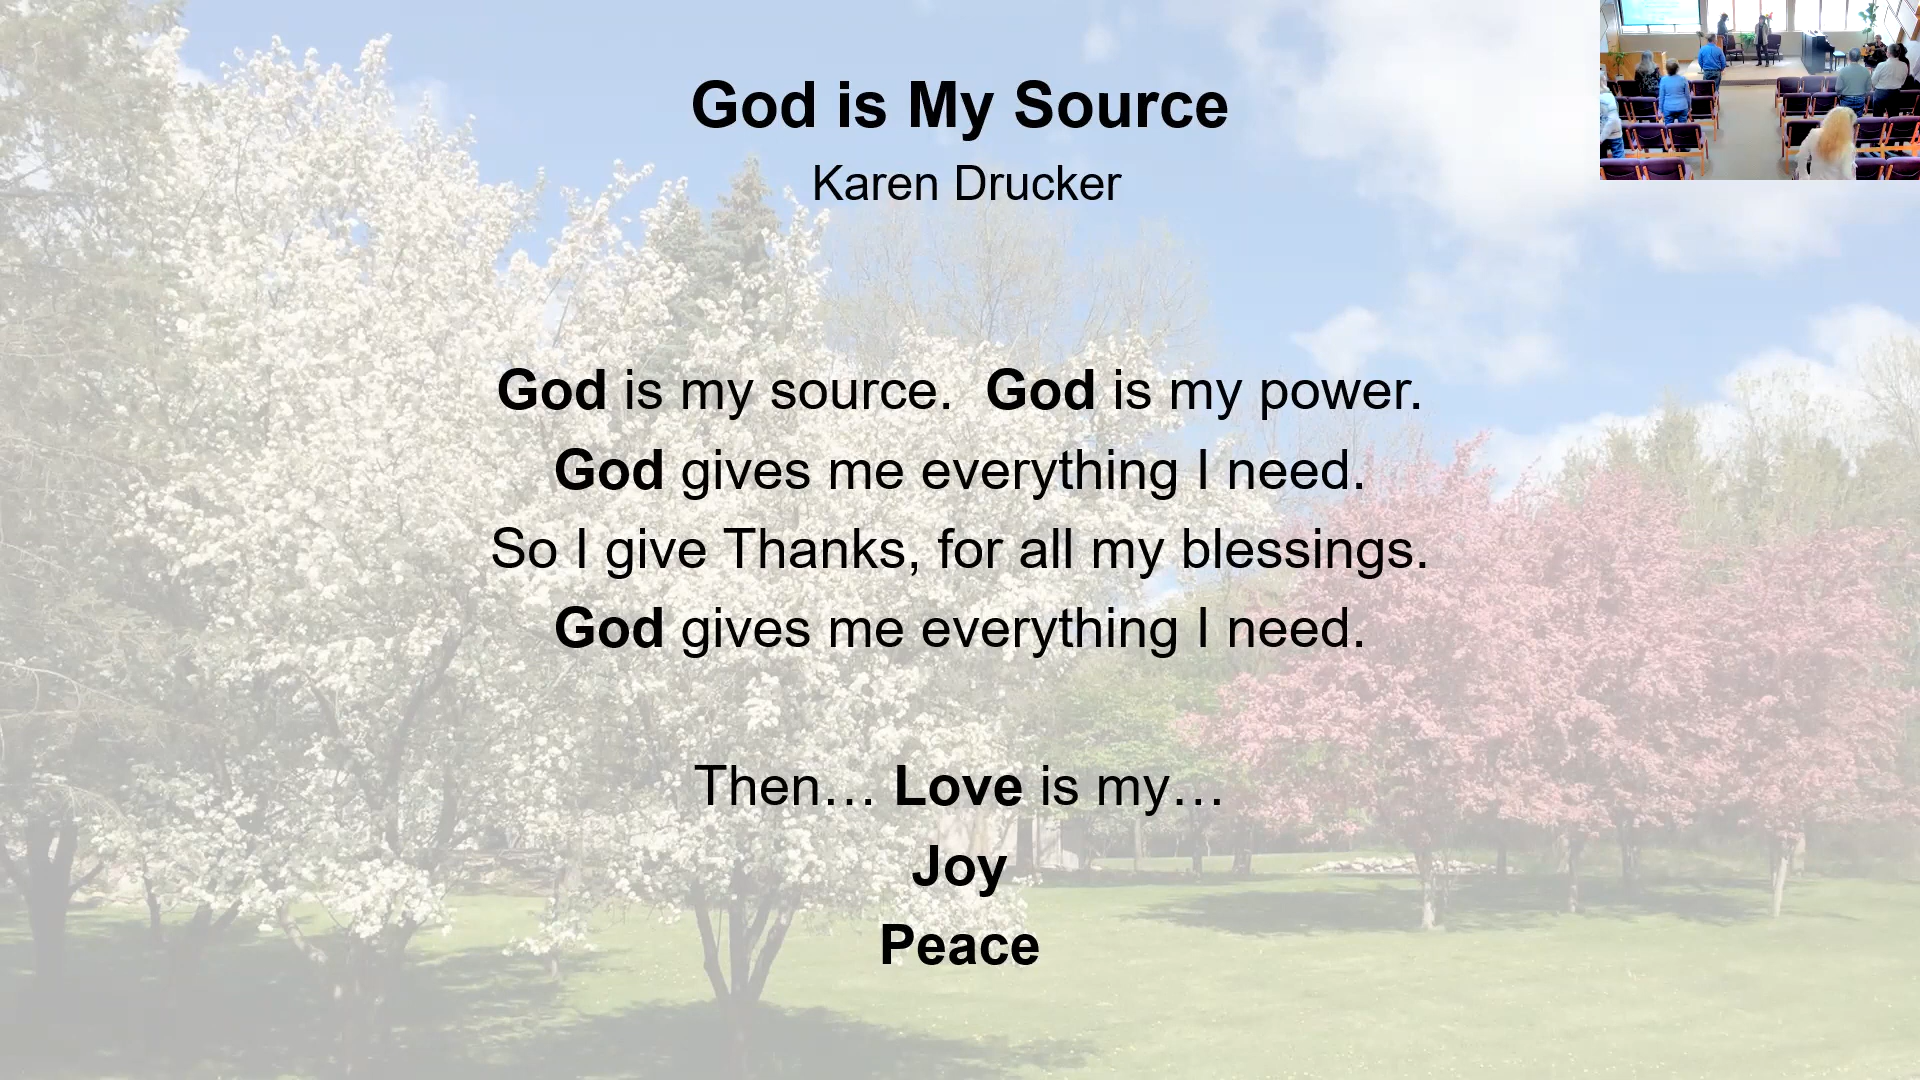 God is My Source
Karen Drucker
God is my source.  God is my power.
God gives me everything I need.
So I give Thanks, for all my blessings.
God gives me everything I need.
Then… Love is my…
Joy
Peace